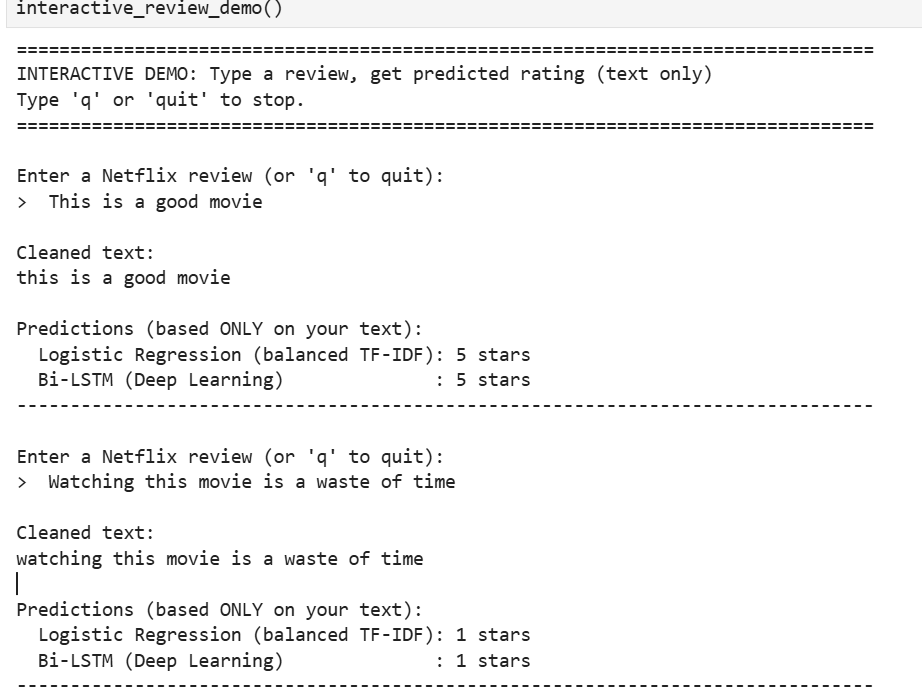 interactive_review_demo()
================================================================================
INTERACTIVE DEMO: Type a review, get predicted rating (text only)
Type 'q' or 'quit' to stop.
================================================================================
Enter a Netflix review (or 'q' to quit):
>  This is a good movie
Cleaned text:
this is a good movie
Predictions (based ONLY on your text):
  Logistic Regression (balanced TF-IDF): 5 stars
  Bi-LSTM (Deep Learning)              : 5 stars
--------------------------------------------------------------------------------
Enter a Netflix review (or 'q' to quit):
>  Watching this movie is a waste of time
Cleaned text:
watching this movie is a waste of time
Predictions (based ONLY on your text):
  Logistic Regression (balanced TF-IDF): 1 stars
  Bi-LSTM (Deep Learning)              : 1 stars
--------------------------------------------------------------------------------